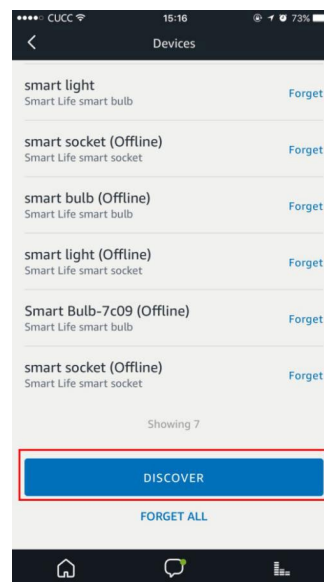 CUCC 15:16 73%
Devices
smart light
Smart Life smart bulb
Forget
smart socket (Offline)
Smart Life smart socket
Forget
smart bulb (Offline)
Smart Life smart bulb
Forget
smart light (Offline)
Smart Life smart socket
Forget
Smart Bulb-7c09 (Offline)
Smart Life smart bulb
Forget
smart socket (Offline)
Smart Life smart socket
Forget
Showing 7
DISCOVER
FORGET ALL